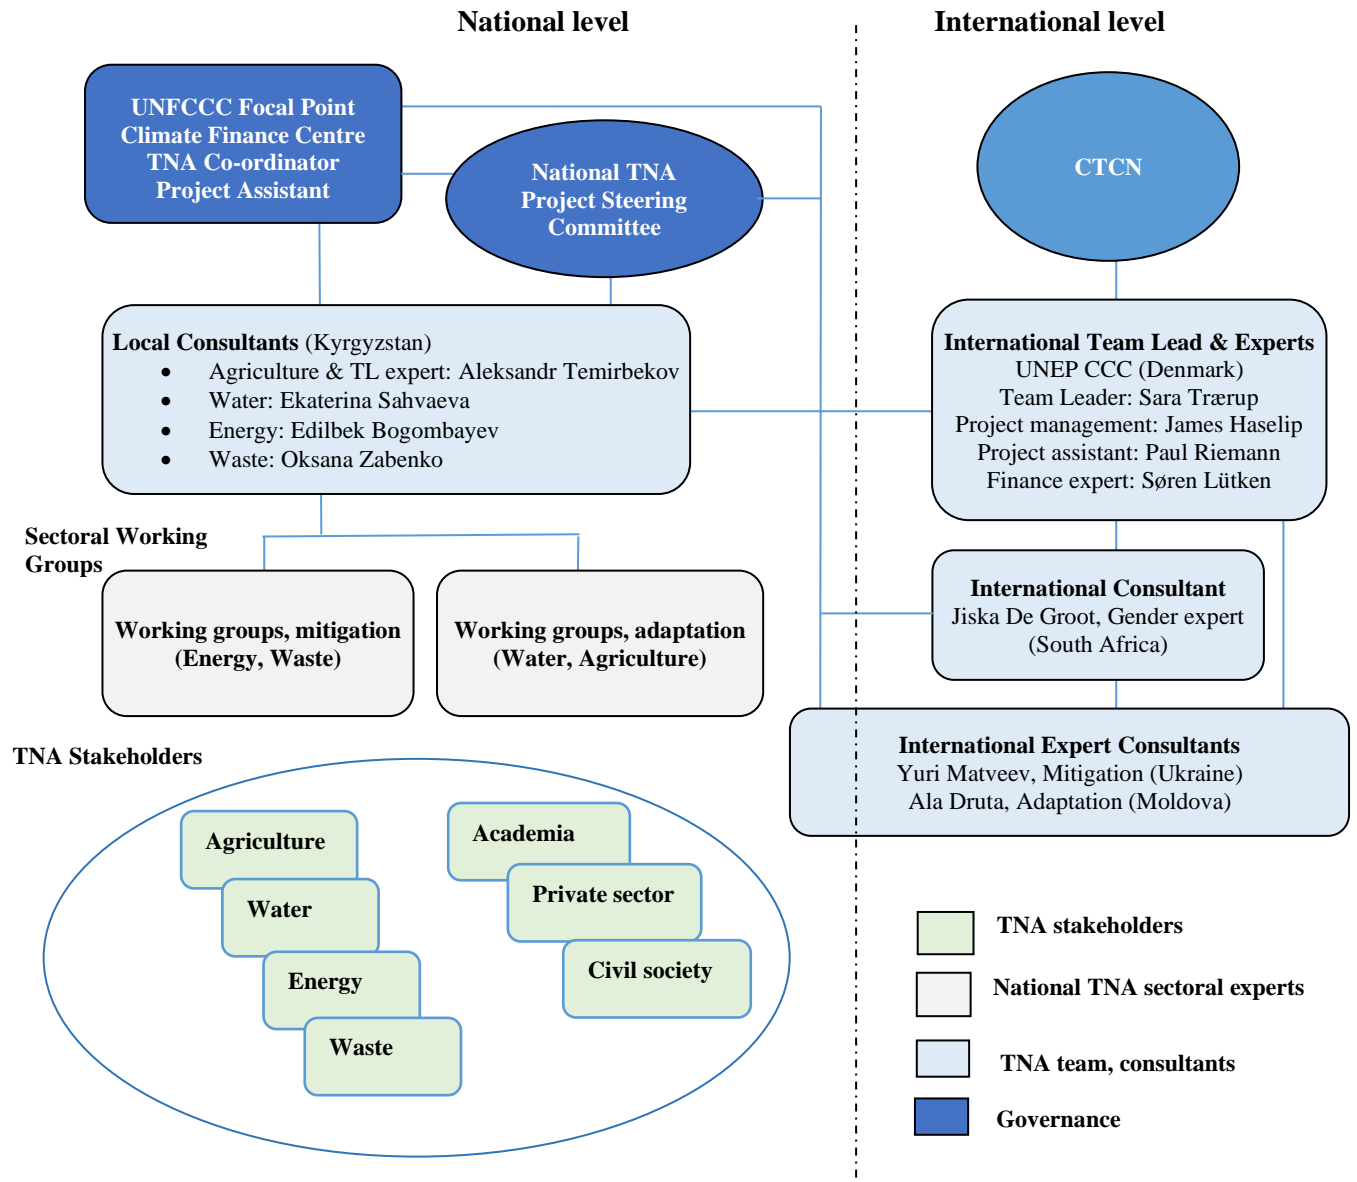 National level
International level
UNFCCC Focal Point
Climate Finance Centre
TNA Co-ordinator
Project Assistant
National TNA
Project Steering
Committee
CTCN
Local Consultants (Kyrgyzstan)
• Agriculture & TL expert: Aleksandr Temirbekov
• Water: Ekaterina Sahvaeva
• Energy: Edilbek Bogombayev
• Waste: Oksana Zabenko
International Team Lead & Experts
UNEP CCC (Denmark)
Team Leader: Sara Trærup
Project management: James Haselip
Project assistant: Paul Riemann
Finance expert: Søren Lütken
Sectoral Working
Groups
Working groups, mitigation
(Energy, Waste)
Working groups, adaptation
(Water, Agriculture)
International Consultant
Jiska De Groot, Gender expert
(South Africa)
International Expert Consultants
Yuri Matveev, Mitigation (Ukraine)
Ala Druta, Adaptation (Moldova)
TNA Stakeholders
Agriculture
Water
Energy
Waste
Academia
Private sector
Civil society
TNA stakeholders
National TNA sectoral experts
TNA team, consultants
Governance